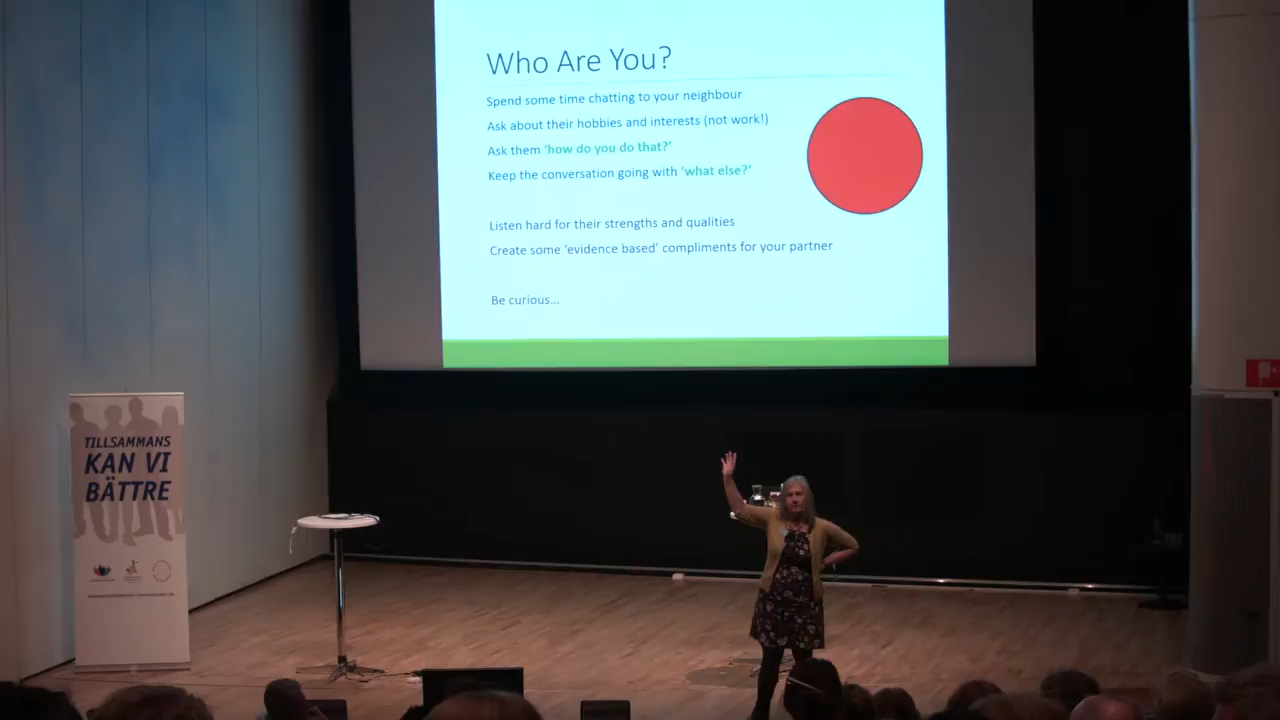 Who Are You?
Spend some time chatting to your neighbour
Ask about their hobbies and interests (not work!)
Ask them ‘how do you do that?’
Keep the conversation going with ‘what else?’
Listen hard for their strengths and qualities
Create some ‘evidence based’ compliments for your partner
Be curious...
TILLSAMMANS
KAN VI
BÄTTRE